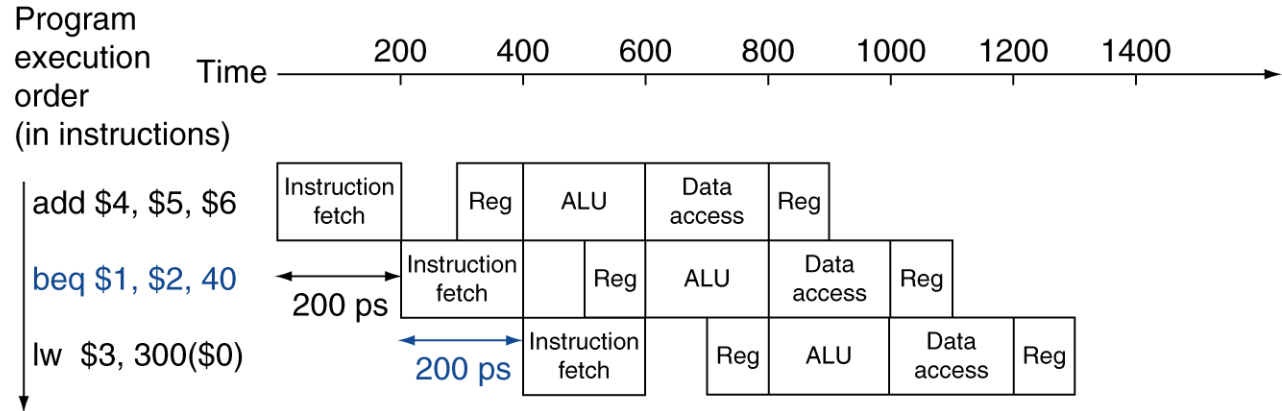 Program
execution
order
(in instructions)
Time
200 400 600 800 1000 1200 1400
add $4, $5, $6
Instruction
fetch
Reg
ALU
Data
access
Reg
beq $1, $2, 40
200 ps
Instruction
fetch
Reg
ALU
Data
access
Reg
lw $3, 300($0)
200 ps
Instruction
fetch
Reg
ALU
Data
access
Reg